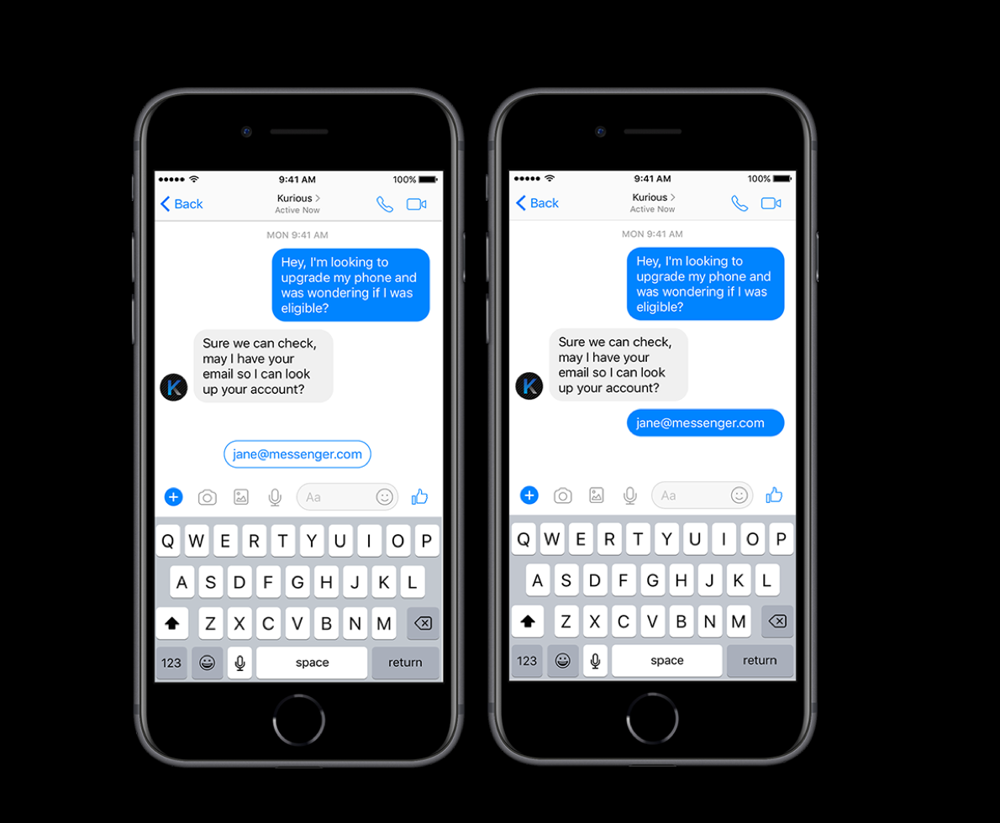 9:41 AM
100%
Back
Kurious
Active Now
MON 9:41 AM
Hey, I'm looking to
upgrade my phone and
was wondering if I was
eligible?
Sure we can check,
may I have your
email so I can look
up your account?
K
jane@messenger.com
Aa
Q W E R T Y U I O P
A S D F G H J K L
Z X C V B N M
123 space return
9:41 AM
100%
Back
Kurious
Active Now
MON 9:41 AM
Hey, I'm looking to
upgrade my phone and
was wondering if I was
eligible?
Sure we can check,
may I have your
email so I can look
up your account?
K
jane@messenger.com
Aa
Q W E R T Y U I O P
A S D F G H J K L
Z X C V B N M
123 space return